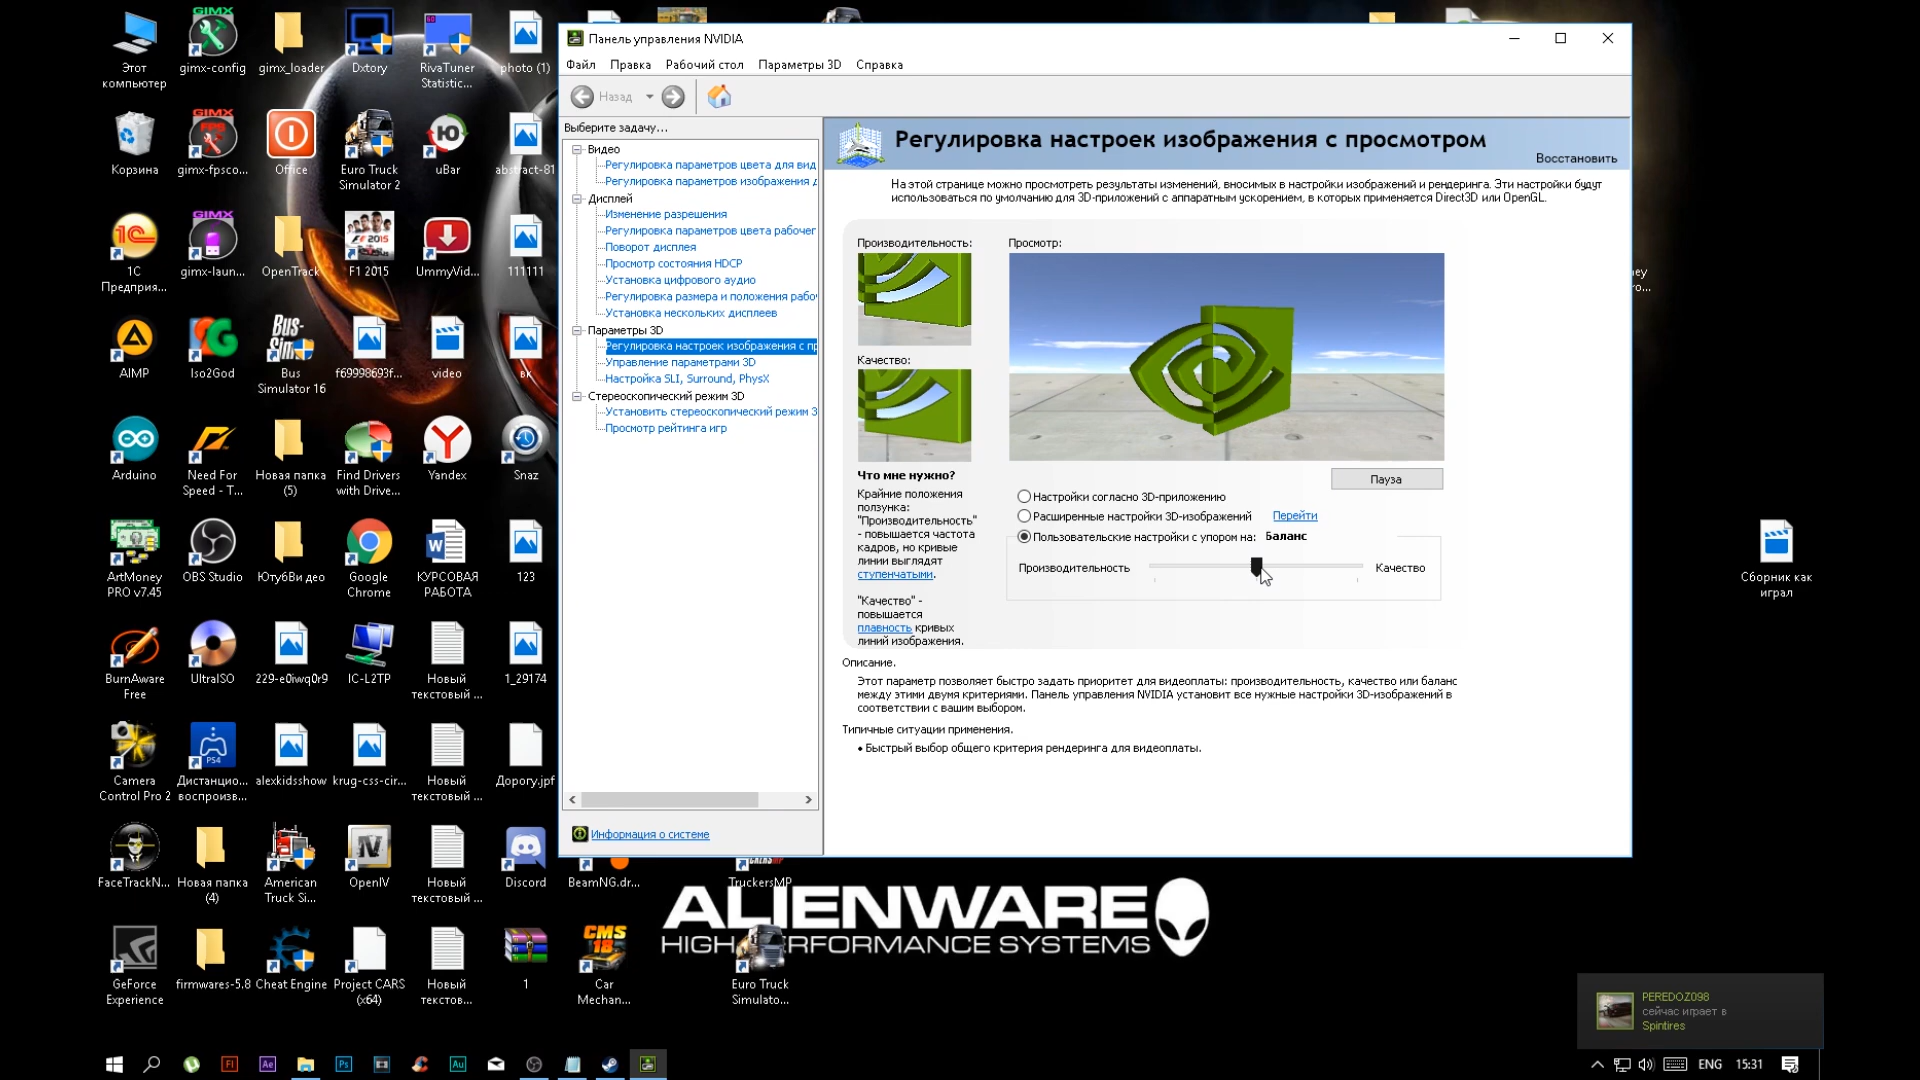 Панель управления NVIDIA
Файл Правка Рабочий стол Параметры 3D Справка
Назад
Выберите задачу...
Видео
Регулировка параметров цвета для вид
Регулировка параметров изображения д
Дисплей
Изменение разрешения
Регулировка параметров цвета рабочег
Поворот дисплея
Просмотр состояния HDCP
Установка цифрового аудио
Регулировка размера и положения рабо
Установка нескольких дисплеев
Параметры 3D
Регулировка настроек изображения с пр
Управление параметрами 3D
Настройка SLI, Surround, PhysX
Стереоскопический режим 3D
Установить стереоскопический режим 3
Просмотр рейтинга игр
Информация о системе
Регулировка настроек изображения с просмотром
Восстановить
На этой странице можно просмотреть результаты изменений, вносимых в настройки изображений и рендеринга. Эти настройки будут
использоваться по умолчанию для 3D-приложений с аппаратным ускорением, в которых применяется Direct3D или OpenGL.
Производительность:
Просмотр:
Качество:
Что мне нужно?
Крайние положения
ползунка:
"Производительность"
- повышается частота
кадров, но кривые
линии выглядят
ступенчатыми.
"Качество" -
повышается
плавность кривых
линий изображения.
Пауза
Настройки согласно 3D-приложению
Расширенные настройки 3D-изображений Перейти
Пользовательские настройки с упором на: Баланс
Производительность Качество
Описание.
Этот параметр позволяет быстро задать приоритет для видеоплаты: производительность, качество или баланс
между этими двумя критериями. Панель управления NVIDIA установит все нужные настройки 3D-изображений в
соответствии с вашим выбором.
Типичные ситуации применения.
• Быстрый выбор общего критерия рендеринга для видеоплаты.
Этот
компьютер
gimx-config
gimx_loader
Dxtory
RivaTuner
Statistic...
photo (1)
Корзина
gimx-fpsco...
Office
Euro Truck
Simulator 2
uBar
abstract-81
1C
Предприя...
gimx-laun...
OpenTrack
F1 2015
UmmyVid...
111111
AIMP
Iso2God
Bus
Simulator 16
f69998693f...
video
вк
Arduino
Need For
Speed - T...
Новая папка
(5)
Find Drivers
with Drive...
Yandex
Snaz
ArtMoney
PRO v7.45
OBS Studio
ЮтубВи део
Google
Chrome
КУРСОВАЯ
РАБОТА
123
BurnAware
Free
UltraISO
229-e0iwq0r9
IC-L2TP
Новый
текстовый ...
1_29174
Camera
Control Pro 2
Дистанцио...
воспроизв...
alexkidsshow
krug-css-cir...
Новый
текстовый ...
Дорогу.jpf
FaceTrackN...
Новая папка
(4)
American
Truck Si...
OpenIV
Новый
текстовый ...
Discord
BeamNG.dr...
TruckersMP
GeForce
Experience
firmwares-5.8
Cheat Engine
Project CARS
(x64)
Новый
текстов...
1
Car
Mechan...
Euro Truck
Simulato...
Сборник как
играл
ALIENWARE
HIGH PERFORMANCE SYSTEMS
PEREDOZ098
сейчас играет в
Spintires
ENG 15:31